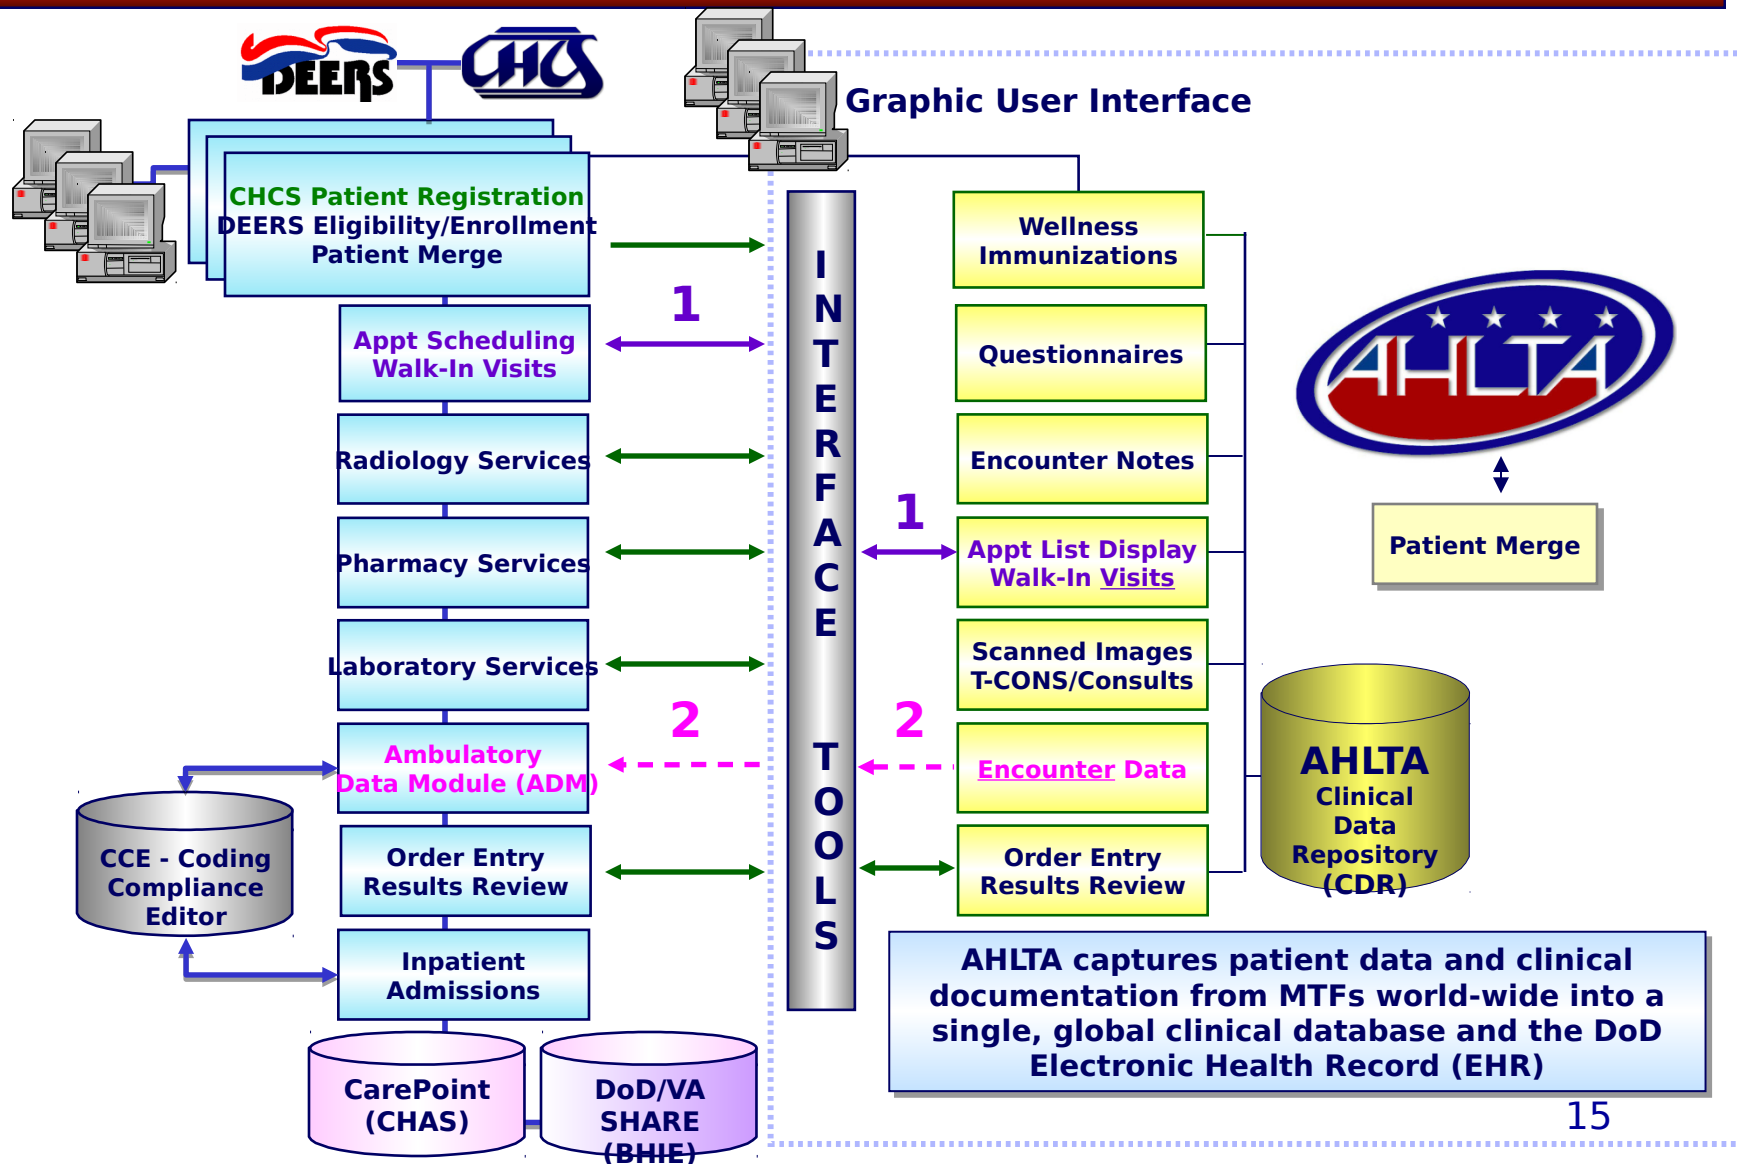 DEERS
CHCS
Graphic User Interface
CHCS Patient Registration
DEERS Eligibility/Enrollment
Patient Merge
1
Appt Scheduling
Walk-In Visits
Radiology Services
Pharmacy Services
Laboratory Services
2
Ambulatory
Data Module (ADM)
Order Entry
Results Review
Inpatient
Admissions
CCE - Coding
Compliance
Editor
CarePoint
(CHAS)
DoD/VA
SHARE
(BHIE)
I
N
T
E
R
F
A
C
E
T
O
O
L
S
1
2
Wellness
Immunizations
Questionnaires
Encounter Notes
Appt List Display
Walk-In Visits
Scanned Images
T-CONS/Consults
Encounter Data
Order Entry
Results Review
AHLTA
Patient Merge
AHLTA
Clinical
Data
Repository
(CDR)
AHLTA captures patient data and clinical
documentation from MTFs world-wide into a
single, global clinical database and the DoD
Electronic Health Record (EHR)
15